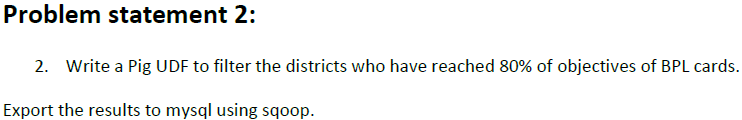 Problem statement 2:
2. Write a Pig UDF to filter the districts who have reached 80% of objectives of BPL cards.
Export the results to mysql using sqoop.